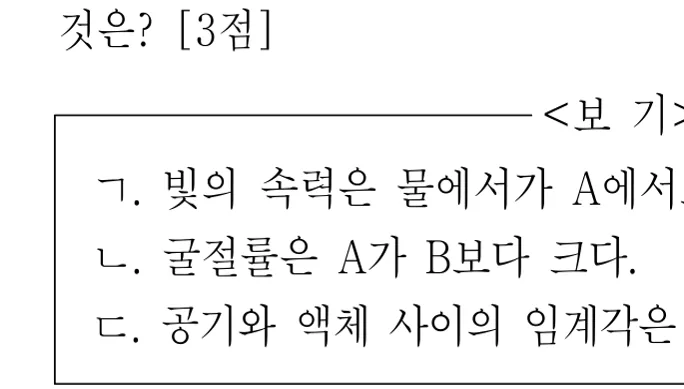 것은? [3점]
<보 기>
ㄱ. 빛의 속력은 물에서가 A에서
ㄴ. 굴절률은 A가 B보다 크다.
ㄷ. 공기와 액체 사이의 임계각은